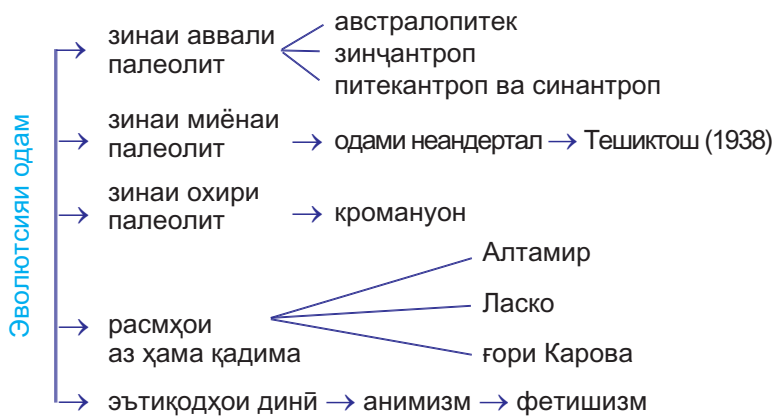 Эволютсияи одам
зинаи аввали
палеолит
австралопитек
зинҷантроп
питекантроп ва синантроп
зинаи миёнаи
палеолит
одами неандертал
Тешиктош (1938)
зинаи охири
палеолит
кромануон
расмҳои
аз ҳама қадима
Алтамир
Ласко
ғори Карова
эътиқодҳои динӣ
анимизм
фетишизм